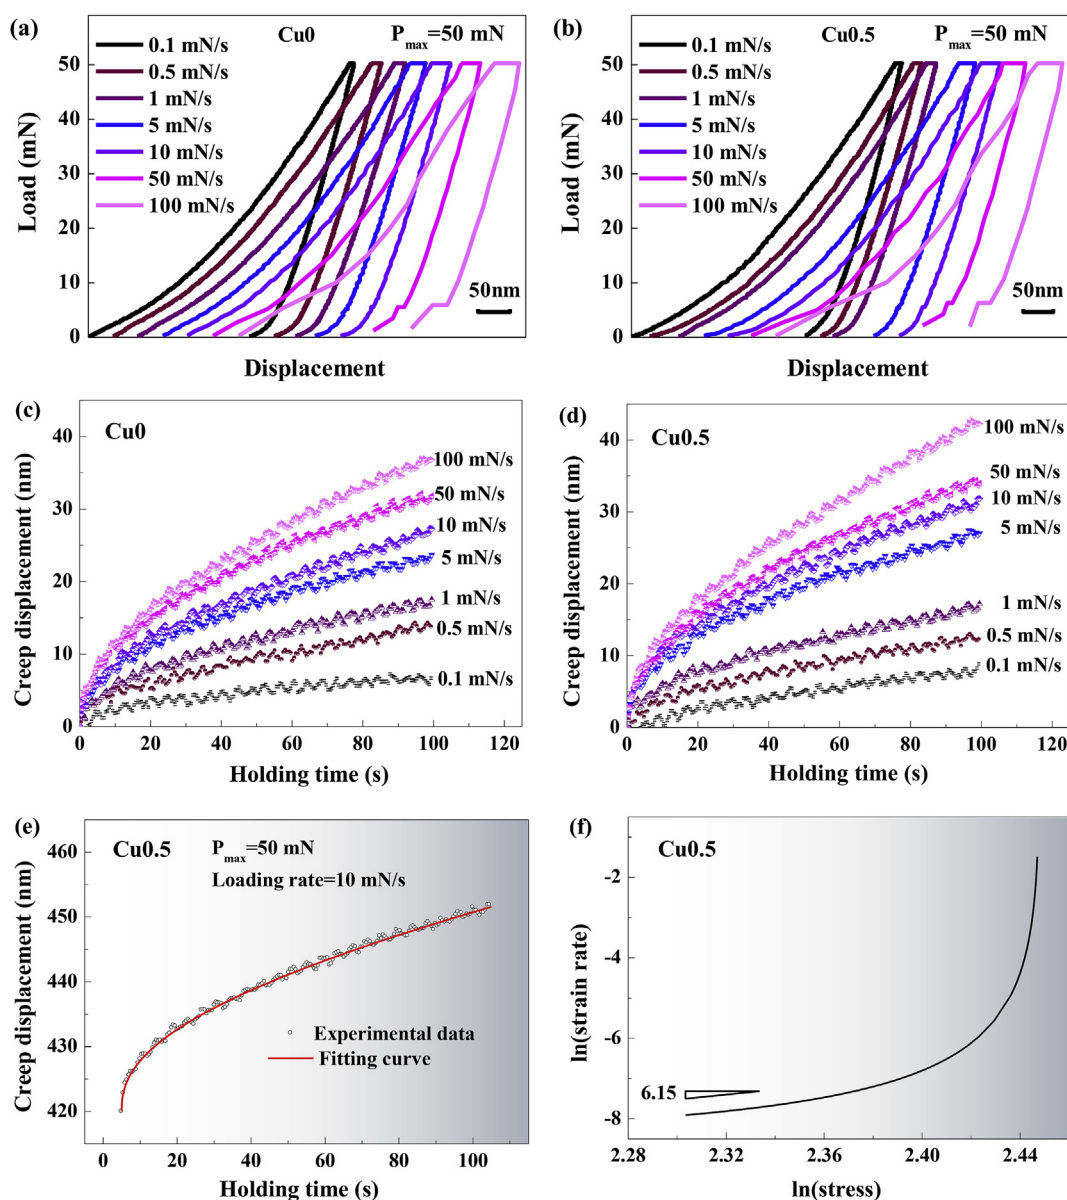 (a)
Cu0
P_max=50 mN
0.1 mN/s
0.5 mN/s
1 mN/s
5 mN/s
10 mN/s
50 mN/s
100 mN/s
50
40
30
20
10
0
Load (mN)
50nm
Displacement
(b)
Cu0.5
P_max=50 mN
0.1 mN/s
0.5 mN/s
1 mN/s
5 mN/s
10 mN/s
50 mN/s
100 mN/s
50
40
30
20
10
0
Load (mN)
50nm
Displacement
(c)
Cu0
40
30
20
10
0
Creep displacement (nm)
100 mN/s
50 mN/s
10 mN/s
5 mN/s
1 mN/s
0.5 mN/s
0.1 mN/s
0 20 40 60 80 100 120
Holding time (s)
(d)
Cu0.5
40
30
20
10
0
Creep displacement (nm)
100 mN/s
50 mN/s
10 mN/s
5 mN/s
1 mN/s
0.5 mN/s
0.1 mN/s
0 20 40 60 80 100 120
Holding time (s)
(e)
Cu0.5
P_max=50 mN
Loading rate=10 mN/s
460
450
440
430
420
Creep displacement (nm)
Experimental data
Fitting curve
0 20 40 60 80 100
Holding time (s)
(f)
Cu0.5
-2
-4
-6
-8
ln(strain rate)
6.15
2.28 2.32 2.36 2.40 2.44
ln(stress)